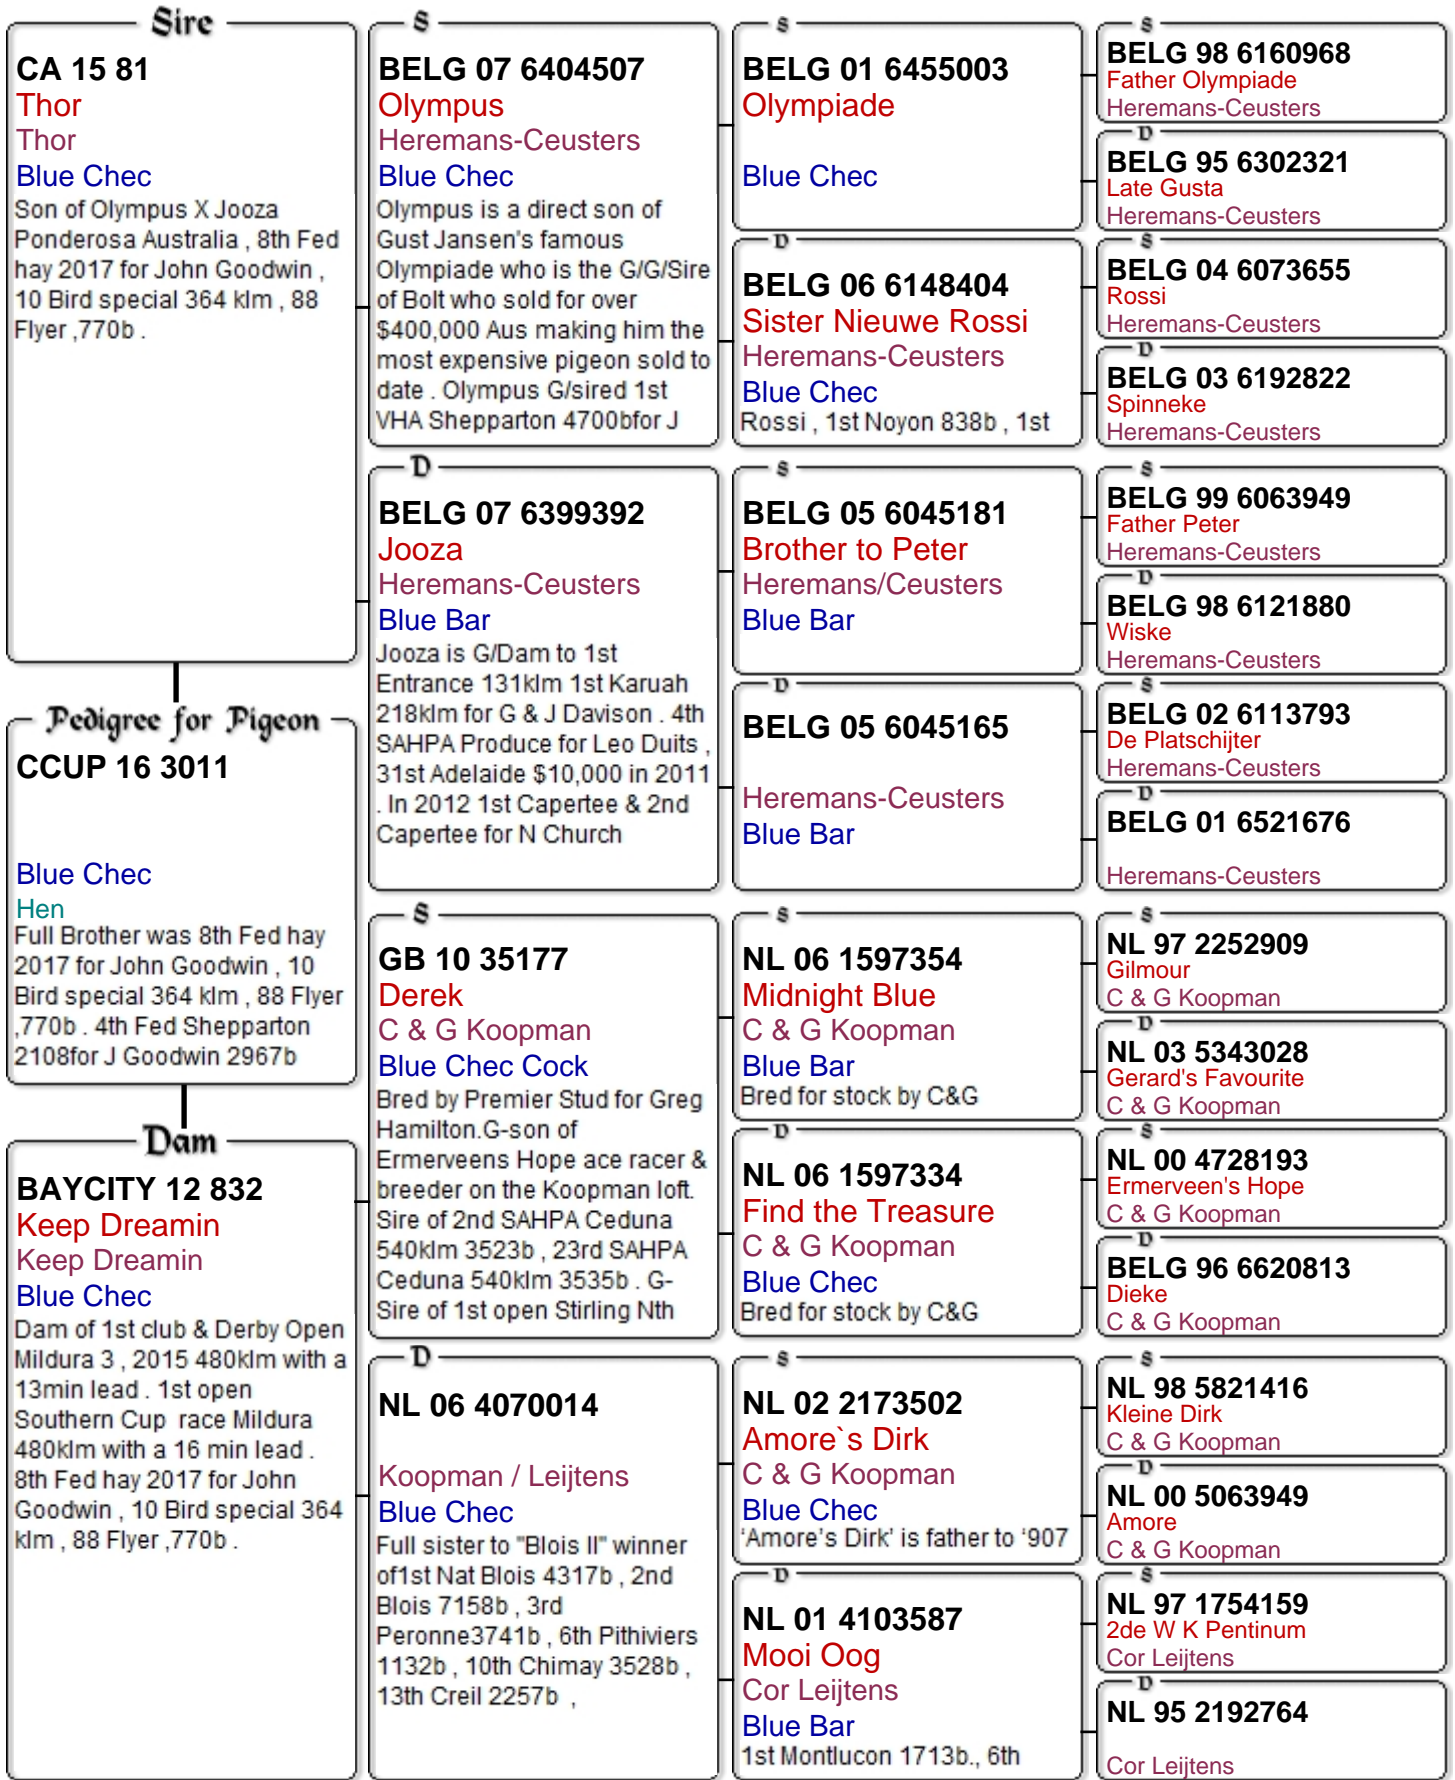 Sire
CA 15 81
Thor
Thor
Blue Chec
Son of Olympus X Jooza
Ponderosa Australia , 8th Fed
hay 2017 for John Goodwin ,
10 Bird special 364 klm , 88
Flyer ,770b .
Pedigree for Pigeon
CCUP 16 3011
Blue Chec
Hen
Full Brother was 8th Fed hay
2017 for John Goodwin , 10
Bird special 364 klm , 88 Flyer
,770b . 4th Fed Shepparton
2108for J Goodwin 2967b
Dam
BAYCITY 12 832
Keep Dreamin
Keep Dreamin
Blue Chec
Dam of 1st club & Derby Open
Mildura 3 , 2015 480klm with a
13min lead . 1st open
Southern Cup  race Mildura
480klm with a 16 min lead .
8th Fed hay 2017 for John
Goodwin , 10 Bird special 364
klm , 88 Flyer ,770b .
S
BELG 07 6404507
Olympus
Heremans-Ceusters
Blue Chec
Olympus is a direct son of
Gust Jansen's famous
Olympiade who is the G/G/Sire
of Bolt who sold for over
$400,000 Aus making him the
most expensive pigeon sold to
date . Olympus G/sired 1st
VHA Shepparton 4700bfor J
D
BELG 07 6399392
Jooza
Heremans-Ceusters
Blue Bar
Jooza is G/Dam to 1st
Entrance 131klm 1st Karuah
218klm for G & J Davison . 4th
SAHPA Produce for Leo Duits ,
31st Adelaide $10,000 in 2011
. In 2012 1st Capertee & 2nd
Capertee for N Church
S
GB 10 35177
Derek
C & G Koopman
Blue Chec Cock
Bred by Premier Stud for Greg
Hamilton.G-son of
Ermerveens Hope ace racer &
breeder on the Koopman loft.
Sire of 2nd SAHPA Ceduna
540klm 3523b , 23rd SAHPA
Ceduna 540klm 3535b . G-
Sire of 1st open Stirling Nth
D
NL 06 4070014
Koopman / Leijtens
Blue Chec
Full sister to "Blois II" winner
of1st Nat Blois 4317b , 2nd
Blois 7158b , 3rd
Peronne3741b , 6th Pithiviers
1132b , 10th Chimay 3528b ,
13th Creil 2257b  ,
S
BELG 01 6455003
Olympiade
Blue Chec
D
BELG 06 6148404
Sister Nieuwe Rossi
Heremans-Ceusters
Blue Chec
Rossi , 1st Noyon 838b , 1st
S
BELG 05 6045181
Brother to Peter
Heremans/Ceusters
Blue Bar
D
BELG 05 6045165
Heremans-Ceusters
Blue Bar
S
NL 06 1597354
Midnight Blue
C & G Koopman
Blue Bar
Bred for stock by C&G
D
NL 06 1597334
Find the Treasure
C & G Koopman
Blue Chec
Bred for stock by C&G
S
NL 02 2173502
Amore`s Dirk
C & G Koopman
Blue Chec
‘Amore’s Dirk’ is father to ‘907
D
NL 01 4103587
Mooi Oog
Cor Leijtens
Blue Bar
1st Montlucon 1713b., 6th
S
BELG 98 6160968
Father Olympiade
Heremans-Ceusters
D
BELG 95 6302321
Late Gusta
Heremans-Ceusters
S
BELG 04 6073655
Rossi
Heremans-Ceusters
D
BELG 03 6192822
Spinneke
Heremans-Ceusters
S
BELG 99 6063949
Father Peter
Heremans-Ceusters
D
BELG 98 6121880
Wiske
Heremans-Ceusters
S
BELG 02 6113793
De Platschijter
Heremans-Ceusters
D
BELG 01 6521676
Heremans-Ceusters
S
NL 97 2252909
Gilmour
C & G Koopman
D
NL 03 5343028
Gerard's Favourite
C & G Koopman
S
NL 00 4728193
Ermerveen's Hope
C & G Koopman
D
BELG 96 6620813
Dieke
C & G Koopman
S
NL 98 5821416
Kleine Dirk
C & G Koopman
D
NL 00 5063949
Amore
C & G Koopman
S
NL 97 1754159
2de W K Pentinum
Cor Leijtens
D
NL 95 2192764
Cor Leijtens